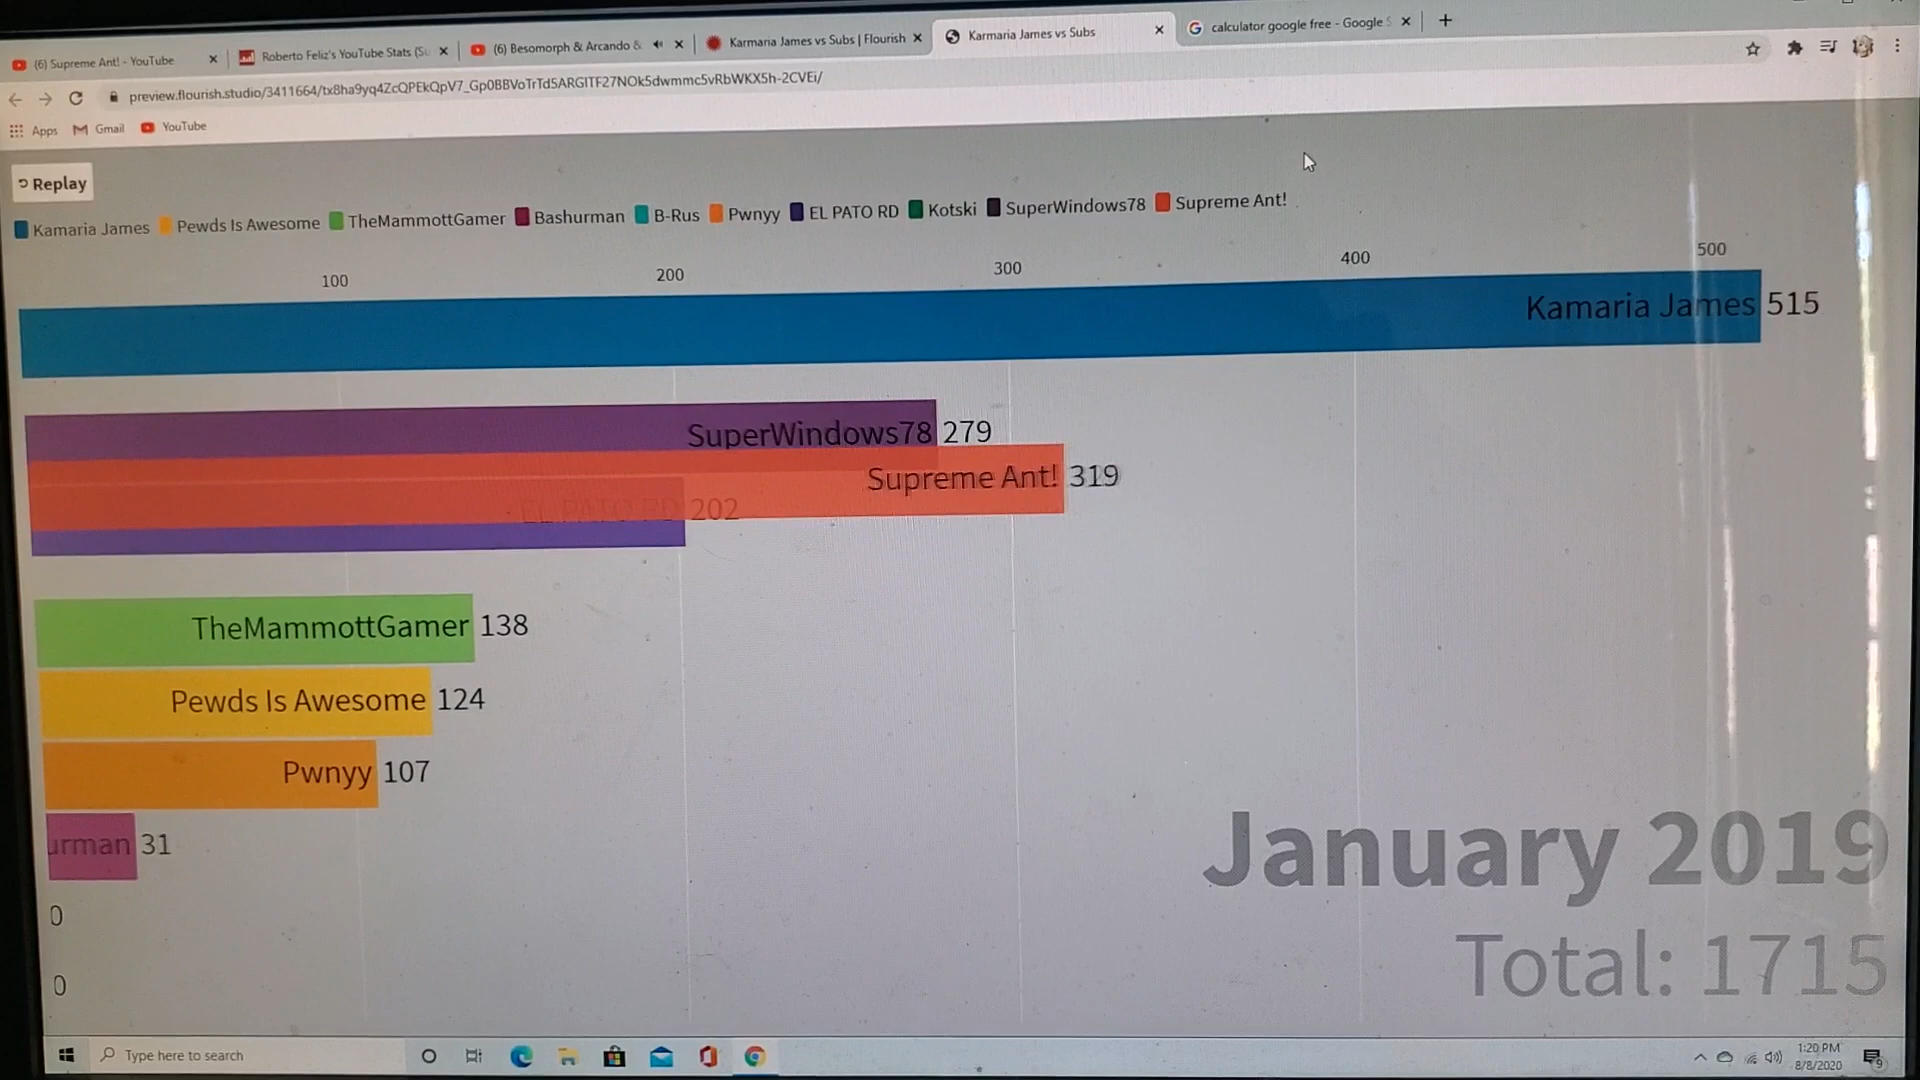 (6) Supreme Ant! - YouTube
Roberto Feliz's YouTube Stats (Su
(6) Besomorph & Arcando &
Karmaria James vs Subs | Flourish
Karmaria James vs Subs
calculator google free - Google S
preview.flourish.studio/3411664/tx8ha9yq4ZcQPEkQpV7_Gp0BBVoTrTd5ARGITF27NOk5dwmmc5vRbWKX5h-2CVEi/
Apps
Gmail
YouTube
Replay
Kamaria James
Pewds Is Awesome
TheMammottGamer
Bashurman
B-Rus
Pwnyy
EL PATO RD
Kotski
SuperWindows78
Supreme Ant!
100 200 300 400 500
Kamaria James 515
SuperWindows78 279
Supreme Ant! 319
EL PATO RD 202
TheMammottGamer 138
Pewds Is Awesome 124
Pwnyy 107
urman 31
0
0
January 2019
Total: 1715
Type here to search
1:20 PM
8/8/2020
9